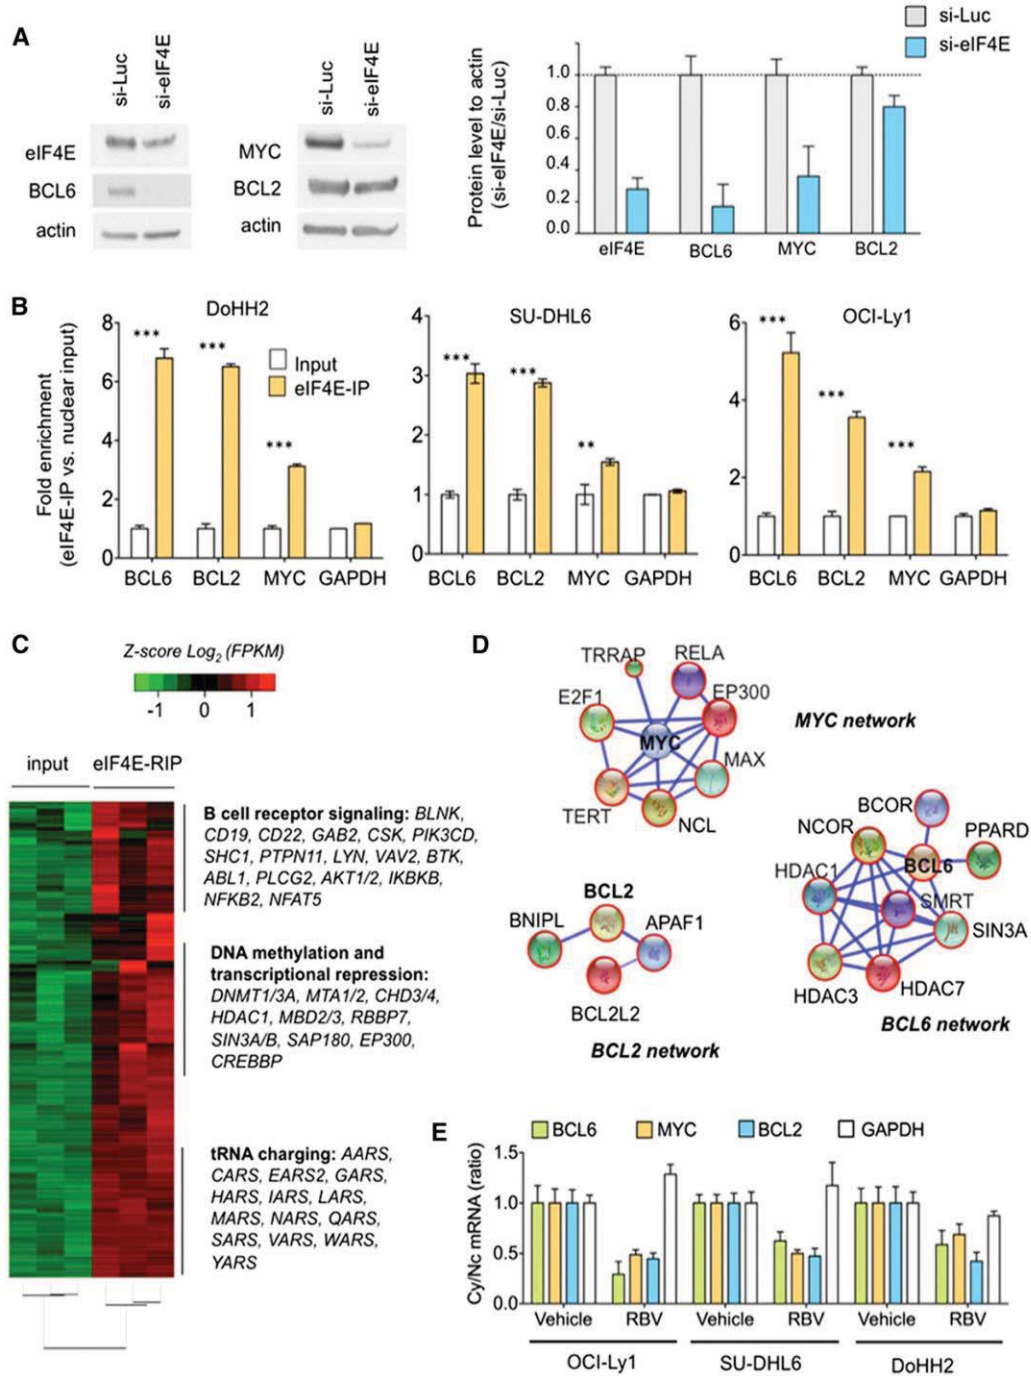 A
si-Luc
si-eIF4E
eIF4E
BCL6
actin
si-Luc
si-eIF4E
MYC
BCL2
actin
si-Luc
si-eIF4E
Protein level to actin
(si-eIF4E/si-Luc)
1.0
0.8
0.6
0.4
0.2
0.0
eIF4E
BCL6
MYC
BCL2
B
Fold enrichment
(eIF4E-IP vs. nuclear input)
DoHH2
8
6
4
2
0
***
***
***
Input
eIF4E-IP
BCL6
BCL2
MYC
GAPDH
SU-DHL6
4
3
2
1
0
***
***
**
BCL6
BCL2
MYC
GAPDH
OCI-Ly1
6
4
2
0
***
***
***
BCL6
BCL2
MYC
GAPDH
C
Z-score Log2 (FPKM)
-1 0 1
input
eIF4E-RIP
B cell receptor signaling: BLNK,
CD19, CD22, GAB2, CSK, PIK3CD,
SHC1, PTPN11, LYN, VAV2, BTK,
ABL1, PLCG2, AKT1/2, IKBKB,
NFKB2, NFAT5
DNA methylation and
transcriptional repression:
DNMT1/3A, MTA1/2, CHD3/4,
HDAC1, MBD2/3, RBBP7,
SIN3A/B, SAP180, EP300,
CREBBP
tRNA charging: AARS,
CARS, EARS2, GARS,
HARS, IARS, LARS,
MARS, NARS, QARS,
SARS, VARS, WARS,
YARS
D
TRRAP
RELA
E2F1
EP300
MYC
MAX
TERT
NCL
MYC network
BCOR
NCOR
PPARD
BCL6
HDAC1
SMRT
SIN3A
HDAC3
HDAC7
BCL6 network
BCL2
BNIPL
APAF1
BCL2L2
BCL2 network
E
BCL6
MYC
BCL2
GAPDH
Cy/Nc mRNA (ratio)
1.5
1.0
0.5
0.0
Vehicle
RBV
Vehicle
RBV
Vehicle
RBV
OCI-Ly1
SU-DHL6
DoHH2